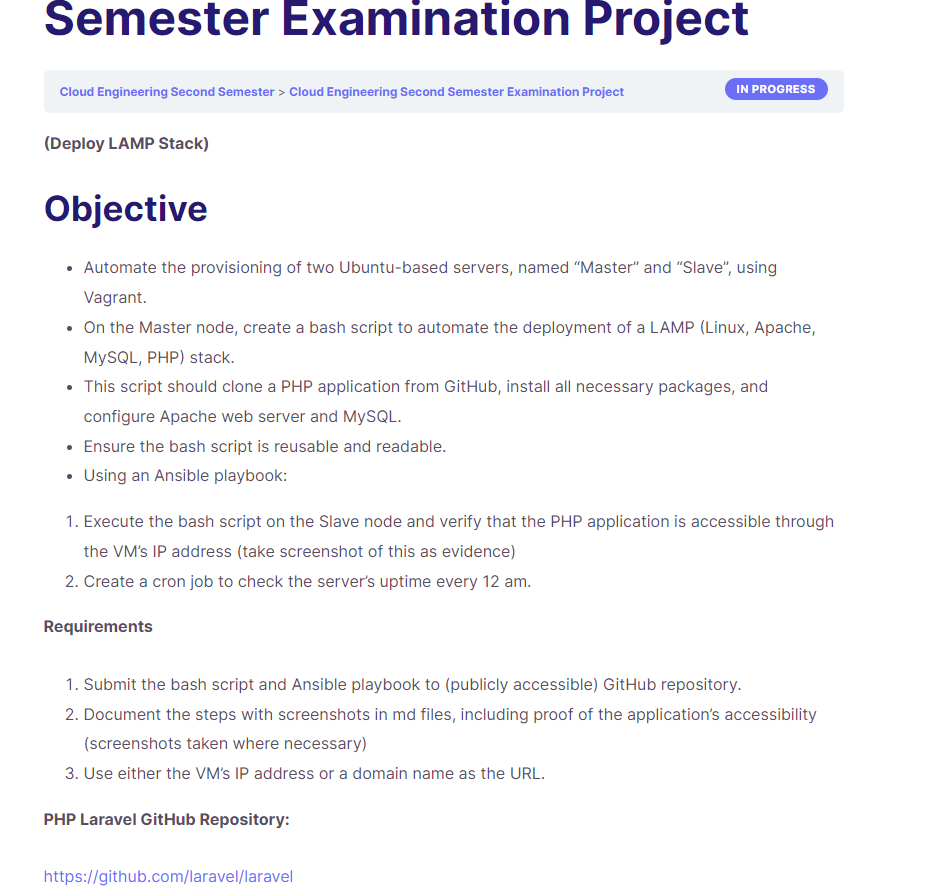 Semester Examination Project
Cloud Engineering Second Semester > Cloud Engineering Second Semester Examination Project
IN PROGRESS
(Deploy LAMP Stack)
Objective
• Automate the provisioning of two Ubuntu-based servers, named “Master” and “Slave”, using
Vagrant.
• On the Master node, create a bash script to automate the deployment of a LAMP (Linux, Apache,
MySQL, PHP) stack.
• This script should clone a PHP application from GitHub, install all necessary packages, and
configure Apache web server and MySQL.
• Ensure the bash script is reusable and readable.
• Using an Ansible playbook:
1. Execute the bash script on the Slave node and verify that the PHP application is accessible through
the VM’s IP address (take screenshot of this as evidence)
2. Create a cron job to check the server’s uptime every 12 am.
Requirements
1. Submit the bash script and Ansible playbook to (publicly accessible) GitHub repository.
2. Document the steps with screenshots in md files, including proof of the application’s accessibility
(screenshots taken where necessary)
3. Use either the VM’s IP address or a domain name as the URL.
PHP Laravel GitHub Repository:
https://github.com/laravel/laravel